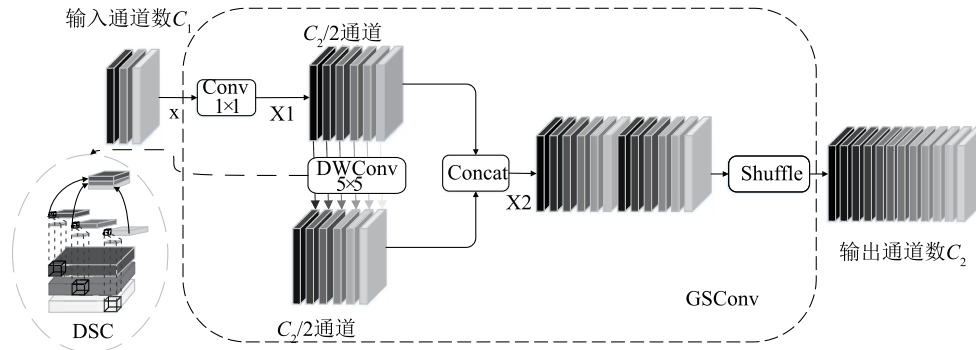 输入通道数C₁
C₂/2通道
x
Conv
1×1
X1
DWConv
5×5
Concat
X2
Shuffle
输出通道数C₂
GSConv
DSC
C₂/2通道